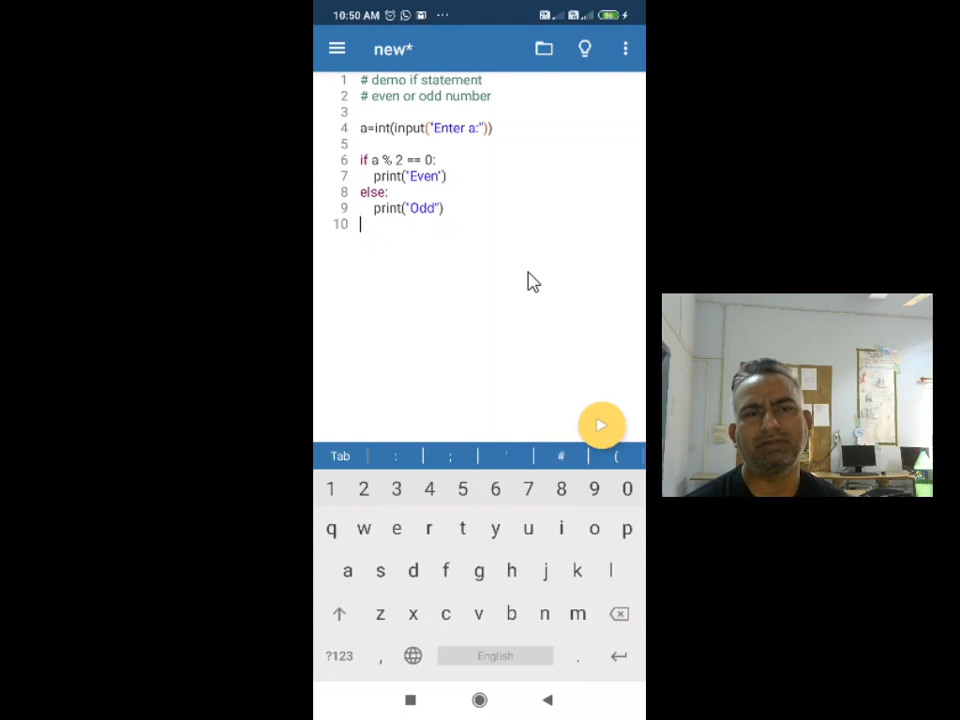 10:50 AM ...
new*
1 # demo if statement
2 # even or odd number
3
4 a=int(input("Enter a:"))
5
6 if a % 2 == 0:
7 print("Even")
8 else:
9 print("Odd")
10
Tab : ; ' # (
1 2 3 4 5 6 7 8 9 0
q w e r t y u i o p
a s d f g h j k l
z x c v b n m
?123 , English .